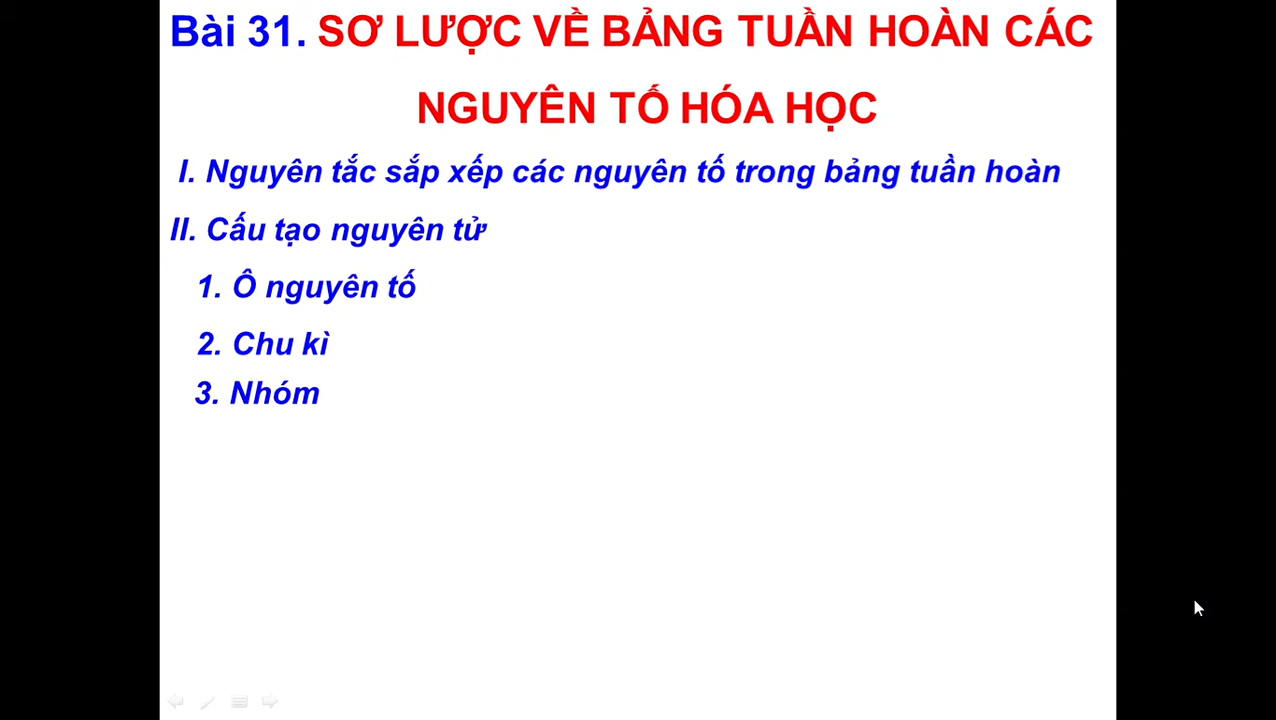 Bài 31. SƠ LƯỢC VỀ BẢNG TUẦN HOÀN CÁC
NGUYÊN TỐ HÓA HỌC
I. Nguyên tắc sắp xếp các nguyên tố trong bảng tuần hoàn
II. Cấu tạo nguyên tử
1. Ô nguyên tố
2. Chu kì
3. Nhóm